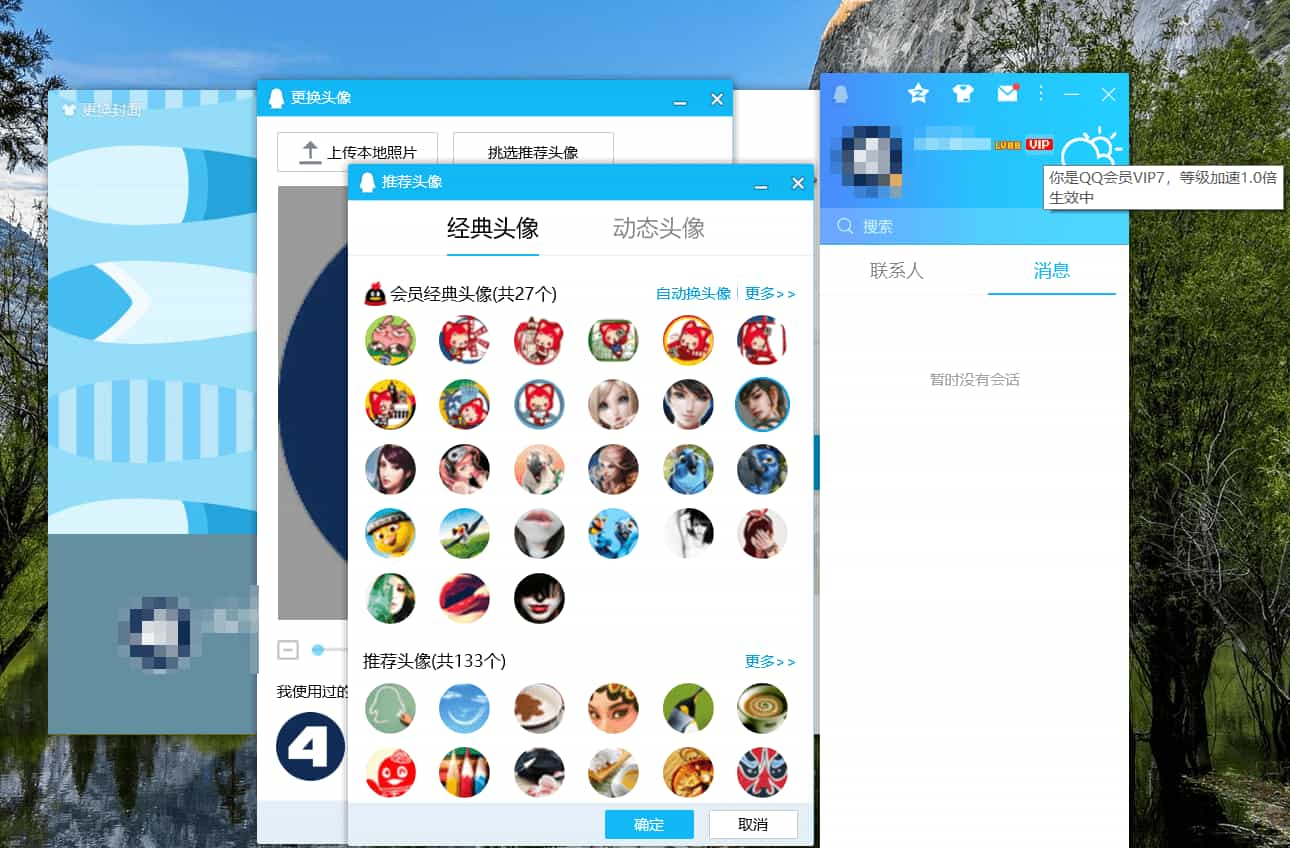 更换封面
更换头像
上传本地照片
挑选推荐头像
推荐头像
经典头像
动态头像
会员经典头像(共27个)
自动换头像
更多>>
推荐头像(共133个)
更多>>
我使用过的
4
确定
取消
VIP
你是QQ会员VIP7，等级加速1.0倍
生效中
搜索
联系人
消息
暂时没有会话